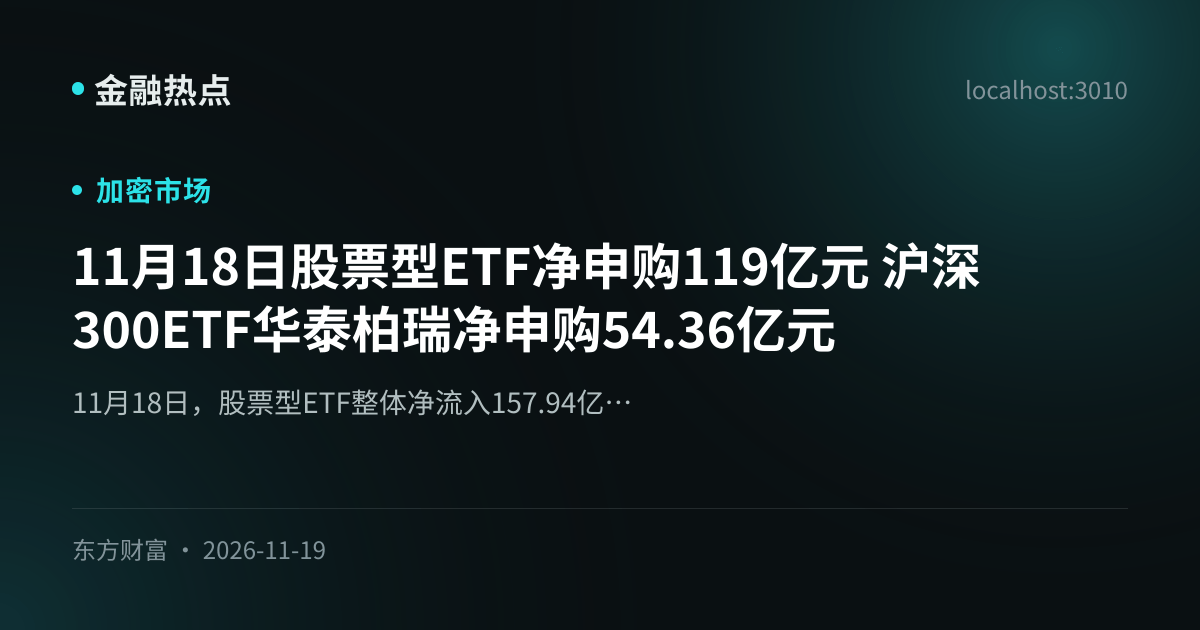 金融热点
localhost:3010
加密市场
11月18日股票型ETF净申购119亿元 沪深
300ETF华泰柏瑞净申购54.36亿元
11月18日，股票型ETF整体净流入157.94亿…
东方财富 • 2026-11-19